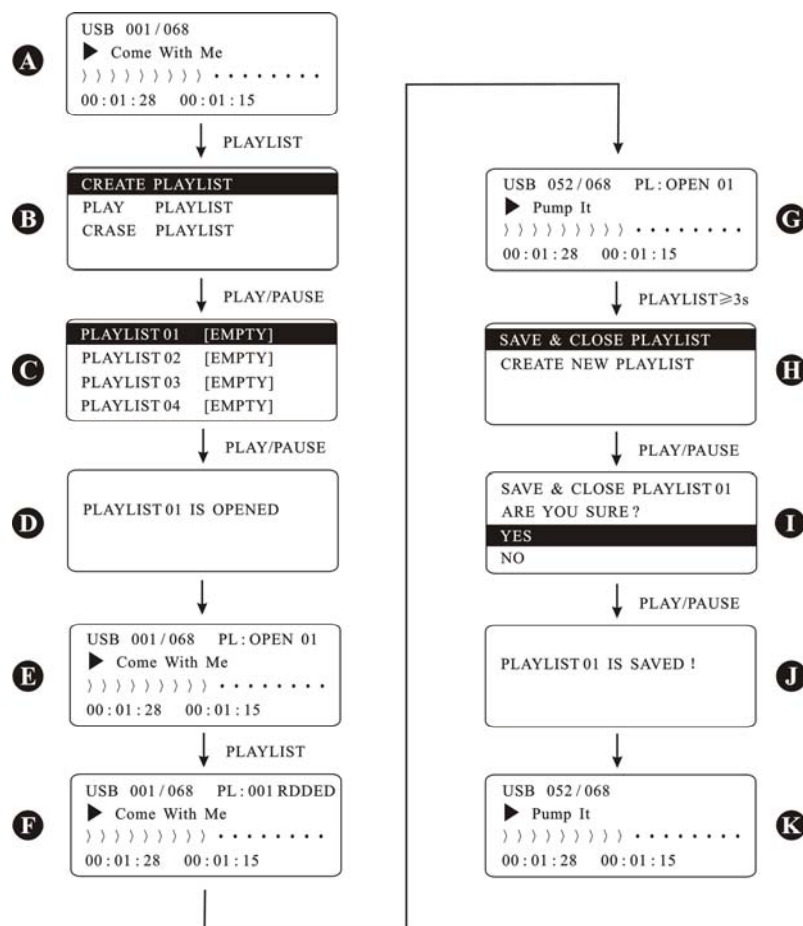 A
USB 001/068
▶ Come With Me
〉〉〉〉〉〉〉〉〉········
00:01:28 00:01:15
PLAYLIST
B
CREATE PLAYLIST
PLAY PLAYLIST
CRASE PLAYLIST
PLAY/PAUSE
C
PLAYLIST 01 [EMPTY]
PLAYLIST 02 [EMPTY]
PLAYLIST 03 [EMPTY]
PLAYLIST 04 [EMPTY]
PLAY/PAUSE
D
PLAYLIST 01 IS OPENED
E
USB 001/068 PL:OPEN 01
▶ Come With Me
〉〉〉〉〉〉〉〉〉········
00:01:28 00:01:15
PLAYLIST
F
USB 001/068 PL:001 RDDED
▶ Come With Me
〉〉〉〉〉〉〉〉〉········
00:01:28 00:01:15
G
USB 052/068 PL:OPEN 01
▶ Pump It
〉〉〉〉〉〉〉〉〉········
00:01:28 00:01:15
PLAYLIST≥3s
H
SAVE & CLOSE PLAYLIST
CREATE NEW PLAYLIST
PLAY/PAUSE
I
SAVE & CLOSE PLAYLIST 01
ARE YOU SURE?
YES
NO
PLAY/PAUSE
J
PLAYLIST 01 IS SAVED !
K
USB 052/068
▶ Pump It
〉〉〉〉〉〉〉〉〉········
00:01:28 00:01:15